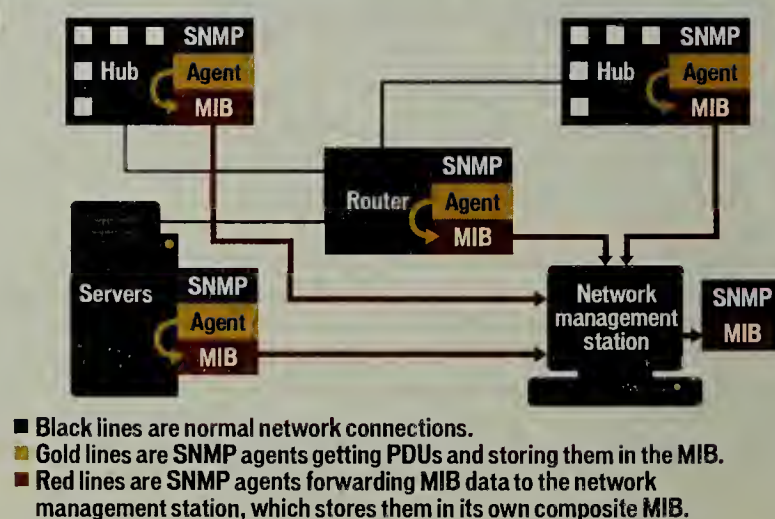 SNMP
Hub Agent
MIB
SNMP
Hub Agent
MIB
SNMP
Router Agent
MIB
Servers SNMP
Agent
MIB
Network
management
station
SNMP
MIB
■ Black lines are normal network connections.
■ Gold lines are SNMP agents getting PDUs and storing them in the MIB.
■ Red lines are SNMP agents forwarding MIB data to the network
management station, which stores them in its own composite MIB.